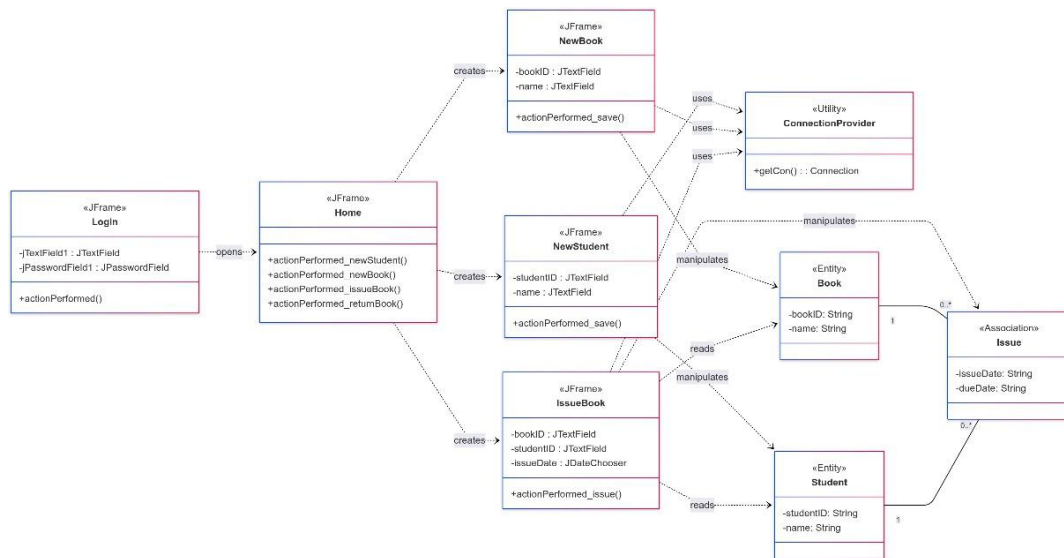 «JFrame»
Login
-jTextField1 : JTextField
-jPasswordField1 : JPasswordField
+actionPerformed()
opens
«JFrame»
Home
+actionPerformed_newStudent()
+actionPerformed_newBook()
+actionPerformed_issueBook()
+actionPerformed_returnBook()
creates
creates
creates
«JFrame»
NewBook
-bookID : JTextField
-name : JTextField
+actionPerformed_save()
«JFrame»
NewStudent
-studentID : JTextField
-name : JTextField
+actionPerformed_save()
«JFrame»
IssueBook
-bookID : JTextField
-studentID : JTextField
-issueDate : JDateChooser
+actionPerformed_issue()
uses
uses
uses
manipulates
reads
manipulates
reads
«Utility»
ConnectionProvider
+getCon() : : Connection
manipulates
«Entity»
Book
-bookID: String
-name: String
«Entity»
Student
-studentID: String
-name: String
0..*
1
0..*
1
«Association»
Issue
-issueDate: String
-dueDate: String